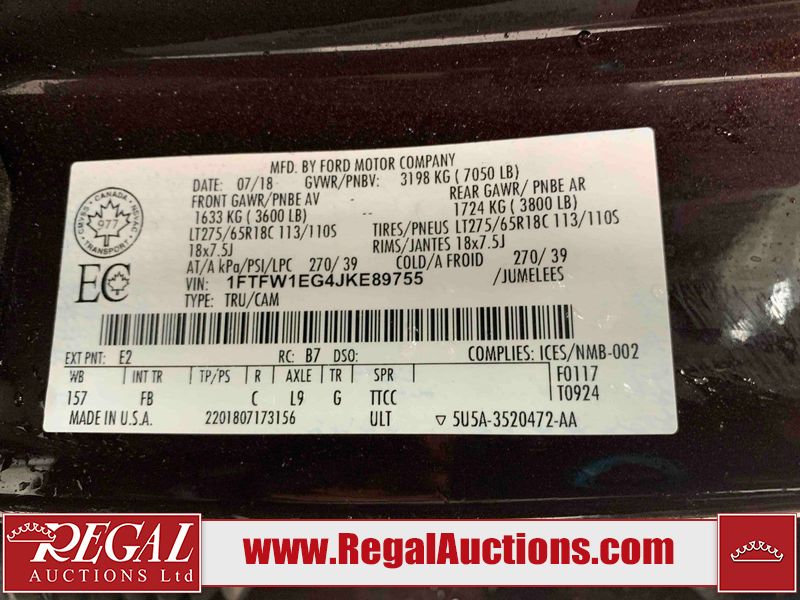 MFD. BY FORD MOTOR COMPANY
DATE: 07/18 GVWR/PNBV: 3198 KG ( 7050 LB)
FRONT GAWR/PNBE AV REAR GAWR/ PNBE AR
1633 KG ( 3600 LB) 1724 KG ( 3800 LB)
LT275/65R18C 113/110S TIRES/PNEUS LT275/65R18C 113/110S
18x7.5J RIMS/JANTES 18x7.5J
AT/A kPa/PSI/LPC 270/ 39 COLD/A FROID 270/ 39
VIN: 1FTFW1EG4JKE89755 /JUMELEES
TYPE: TRU/CAM
CMVSS • CANADA • NSVAC
977
TRANSPORT
EC
EXT PNT: E2 RC: B7 DSO: COMPLIES: ICES/NMB-002
WB INT TR TP/PS R AXLE TR SPR F0117
157 FB C L9 G TTCC T0924
MADE IN U.S.A. 2201807173156 ULT ▽ 5U5A-3520472-AA
REGAL
AUCTIONS Ltd
www.RegalAuctions.com